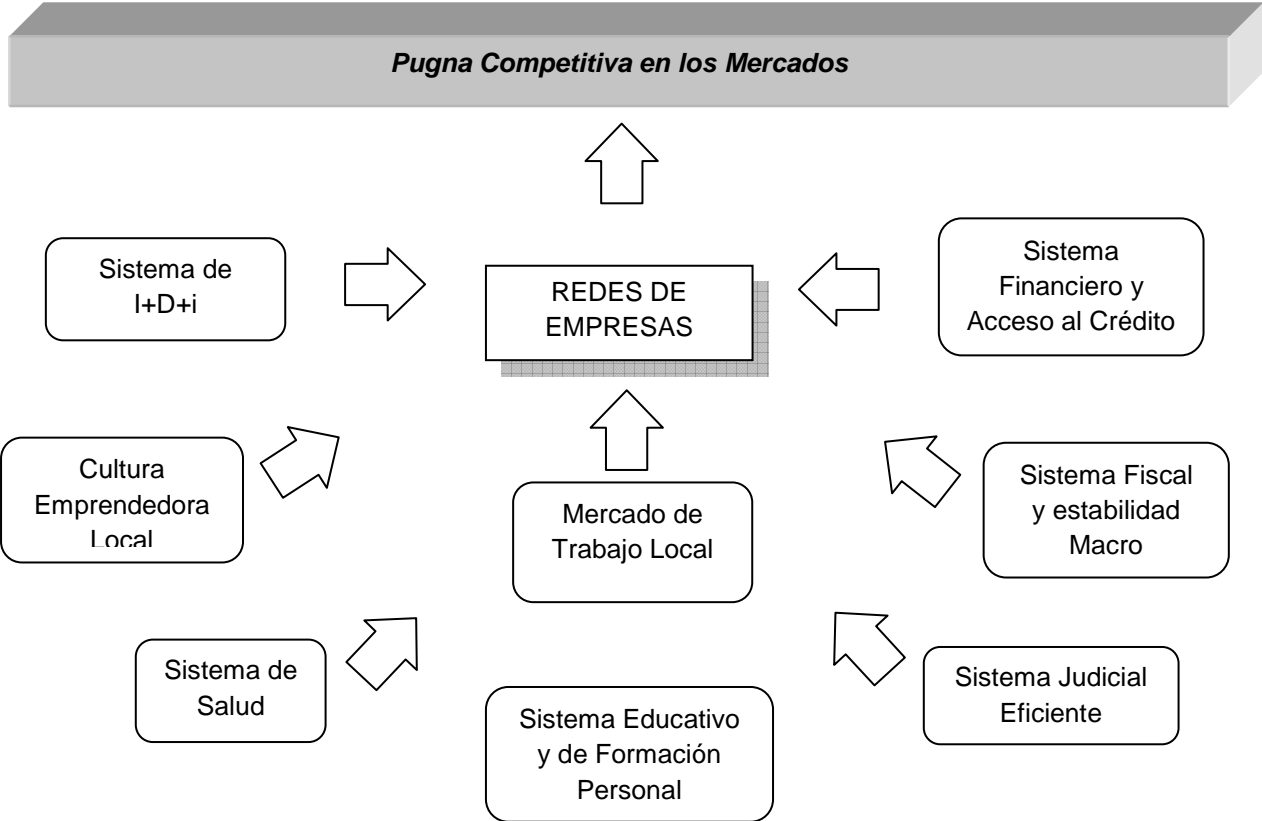 Pugna Competitiva en los Mercados
Sistema de
I+D+i
REDES DE
EMPRESAS
Sistema
Financiero y
Acceso al Crédito
Cultura
Emprendedora
Local
Mercado de
Trabajo Local
Sistema Fiscal
y estabilidad
Macro
Sistema de
Salud
Sistema Educativo
y de Formación
Personal
Sistema Judicial
Eficiente